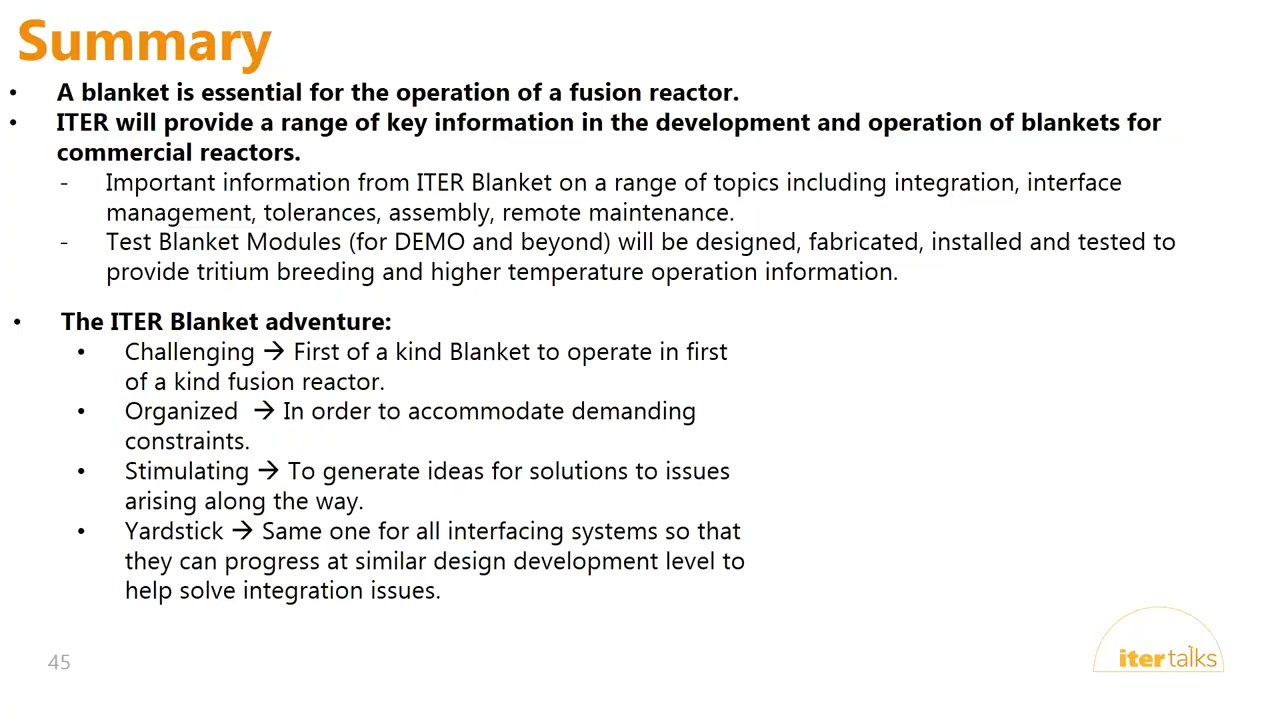 Summary
• A blanket is essential for the operation of a fusion reactor.
• ITER will provide a range of key information in the development and operation of blankets for
commercial reactors.
- Important information from ITER Blanket on a range of topics including integration, interface
management, tolerances, assembly, remote maintenance.
- Test Blanket Modules (for DEMO and beyond) will be designed, fabricated, installed and tested to
provide tritium breeding and higher temperature operation information.
• The ITER Blanket adventure:
• Challenging → First of a kind Blanket to operate in first
of a kind fusion reactor.
• Organized → In order to accommodate demanding
constraints.
• Stimulating → To generate ideas for solutions to issues
arising along the way.
• Yardstick → Same one for all interfacing systems so that
they can progress at similar design development level to
help solve integration issues.
45
iter talks